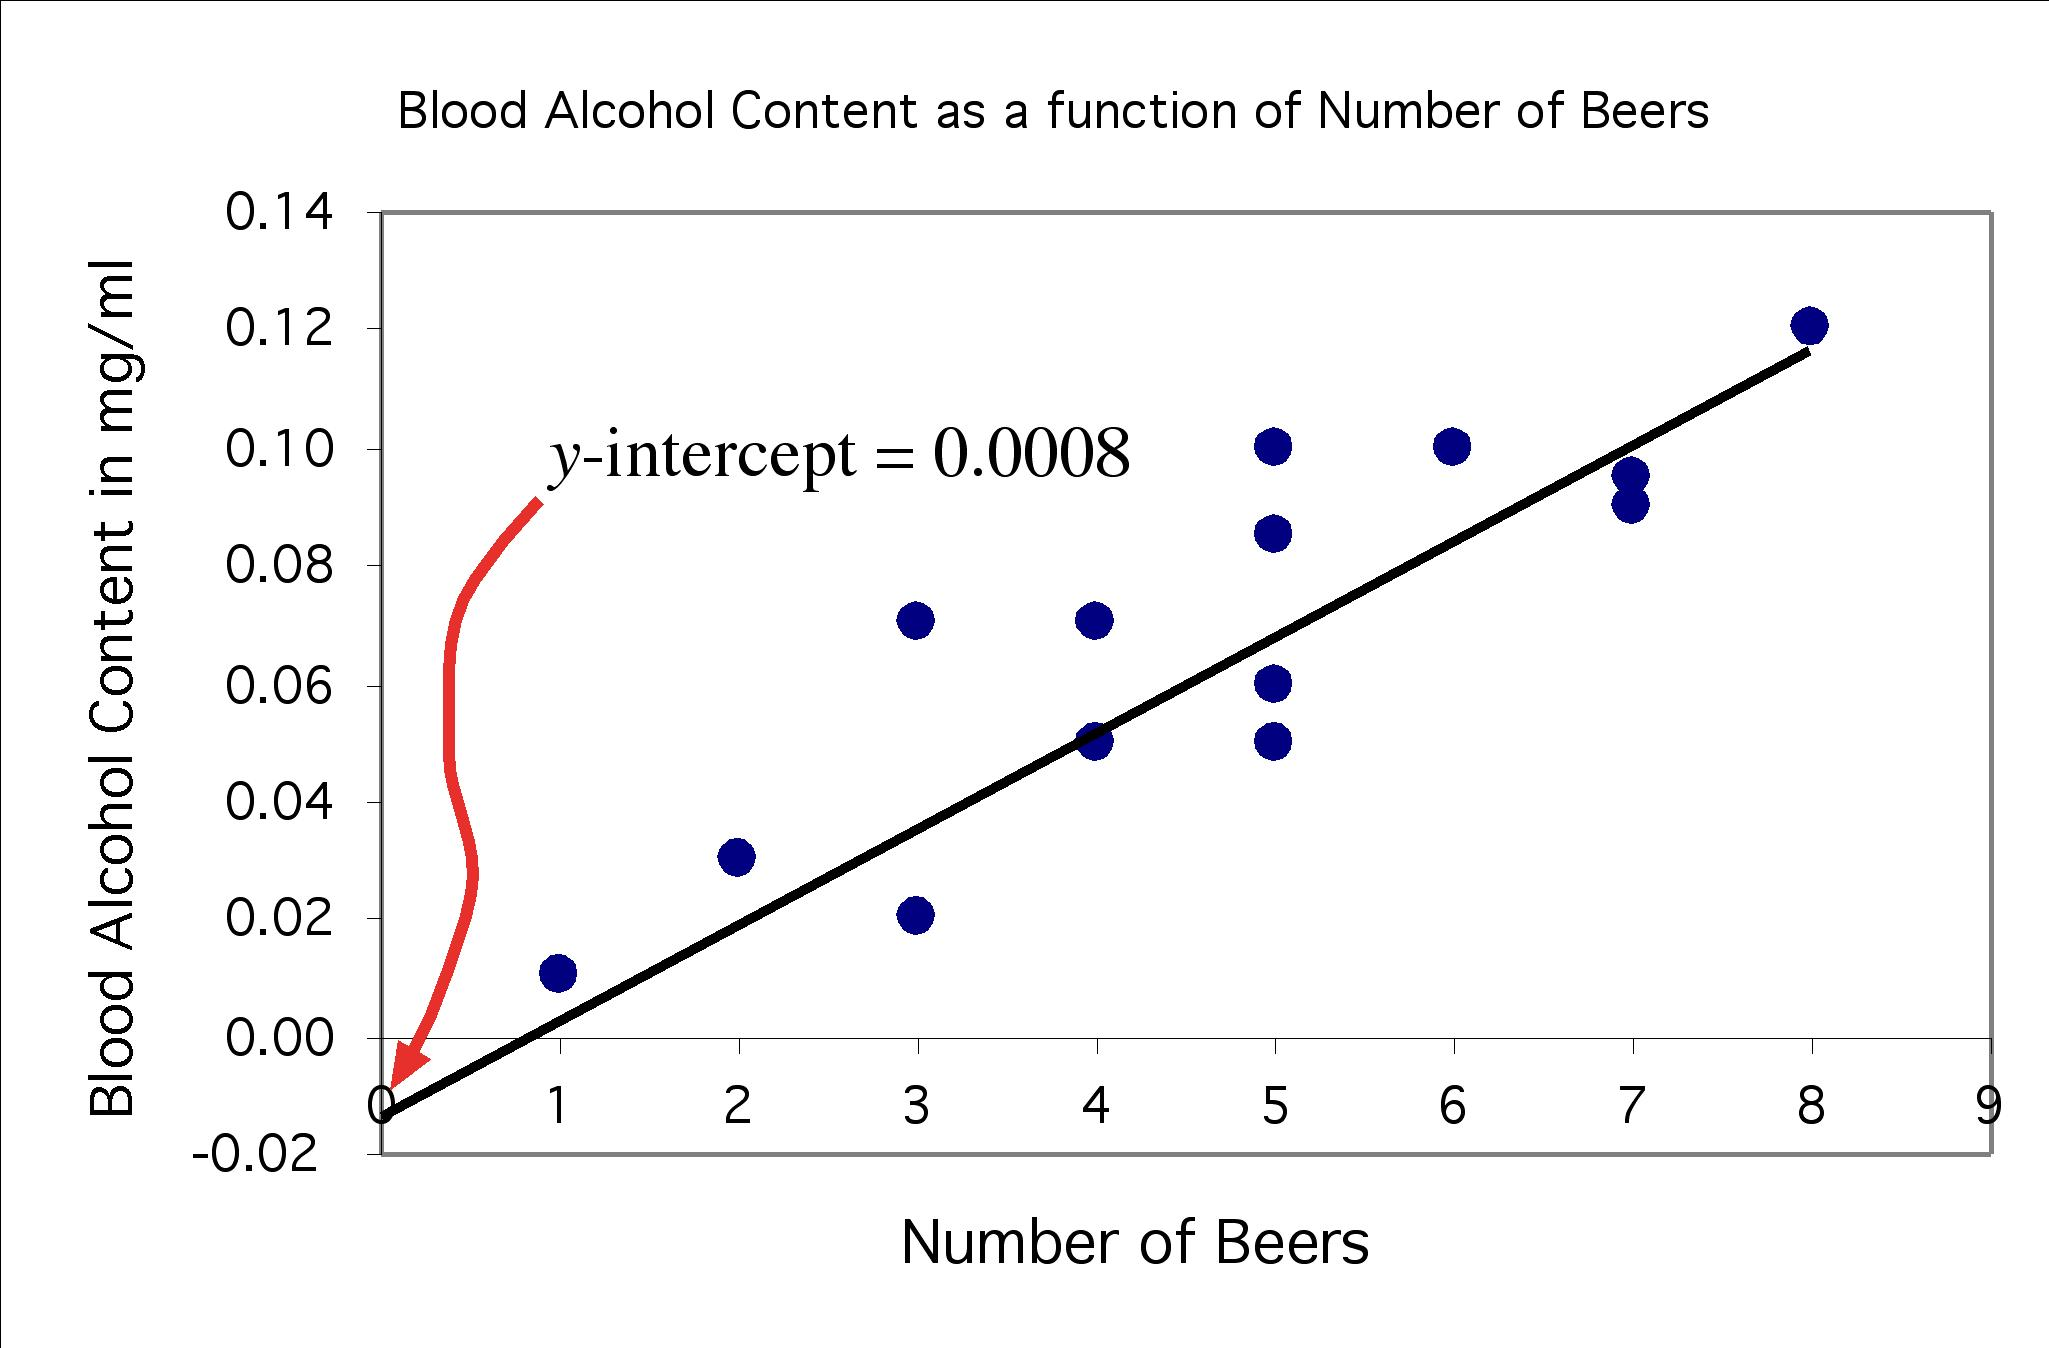 Blood Alcohol Content as a function of Number of Beers
Blood Alcohol Content in mg/ml
0.14
0.12
0.10
0.08
0.06
0.04
0.02
0.00
-0.02
y-intercept = 0.0008
0 1 2 3 4 5 6 7 8 9
Number of Beers